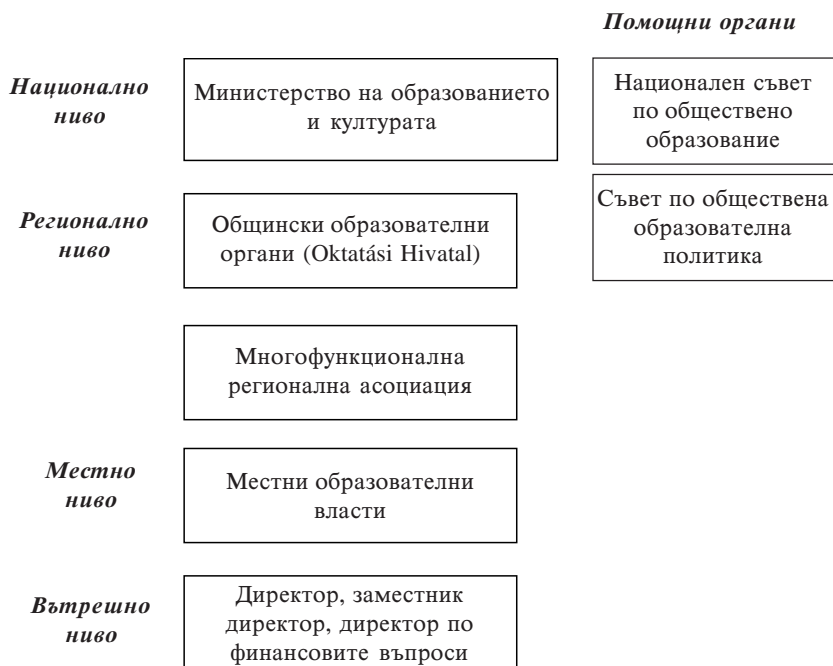 Помощни органи
Национално
ниво
Министерство на образованието
и културата
Национален съвет
по обществено
образование
Регионално
ниво
Общински образователни
органи (Oktatási Hivatal)
Съвет по обществена
образователна
политика
Многофункционална
регионална асоциация
Местно
ниво
Местни образователни
власти
Вътрешно
ниво
Директор, заместник
директор, директор по
финансовите въпроси